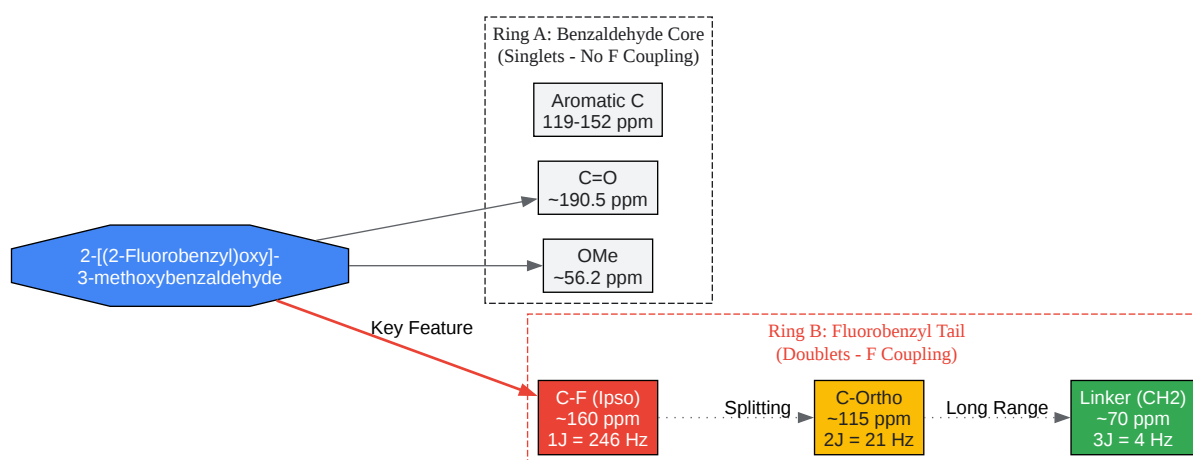 Ring A: Benzaldehyde Core
(Singlets - No F Coupling)
Aromatic C
119-152 ppm
C=O
~190.5 ppm
OMe
~56.2 ppm
2-[(2-Fluorobenzyl)oxy]-
3-methoxybenzaldehyde
Key Feature
Ring B: Fluorobenzyl Tail
(Doublets - F Coupling)
C-F (Ipso)
~160 ppm
1J = 246 Hz
Splitting
C-Ortho
~115 ppm
2J = 21 Hz
Long Range
Linker (CH2)
~70 ppm
3J = 4 Hz